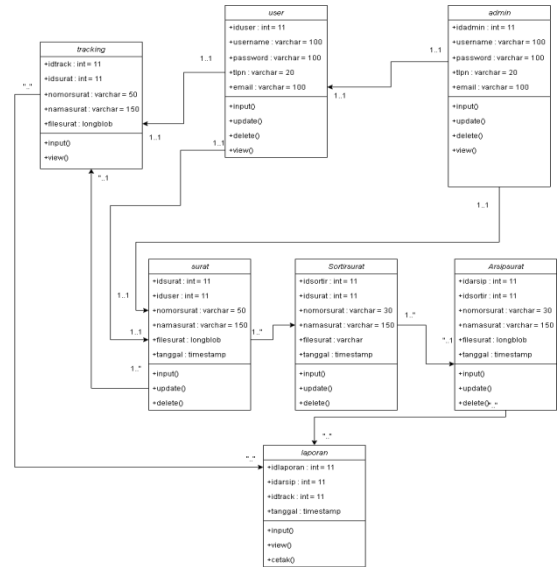 tracking
+idtrack : int = 11
+idsurat : int = 11
+nomorsurat : varchar = 50
+namasurat : varchar = 150
+filesurat : longblob
+input()
+view()
user
+iduser : int = 11
+username : varchar = 100
+password : varchar = 100
+tlpn : varchar = 20
+email : varchar = 100
+input()
+update()
+delete()
+view()
admin
+idadmin : int = 11
+username : varchar = 100
+password : varchar = 100
+tlpn : varchar = 20
+email : varchar = 100
+input()
+update()
+delete()
+view()
1..1
1..1
1..1
1..1
1..1
1..1
"..1
"..”
surat
+idsurat : int = 11
+iduser : int = 11
+nomorsurat : varchar = 50
+namasurat : varchar = 150
+filesurat : longblob
+tanggal : timestamp
+input()
+update()
+delete()
Sortirsurat
+idsortir : int = 11
+idsurat : int = 11
+nomorsurat : varchar = 30
+namasurat : varchar = 150
+filesurat : varchar
+tanggal : timestamp
+input()
+update()
+delete()
Arsipsurat
+idarsip : int = 11
+idsortir : int = 11
+nomorsurat : varchar = 30
+namasurat : varchar = 150
+filesurat : longblob
+tanggal : timestamp
+input()
+update()
+delete()
1..1
1..1
1.."
1.."
1.."
"..1
"..”
"..”
"..”
laporan
+idlaporan : int = 11
+idarsip : int = 11
+idtrack : int = 11
+tanggal : timestamp
+input()
+view()
+cetak()